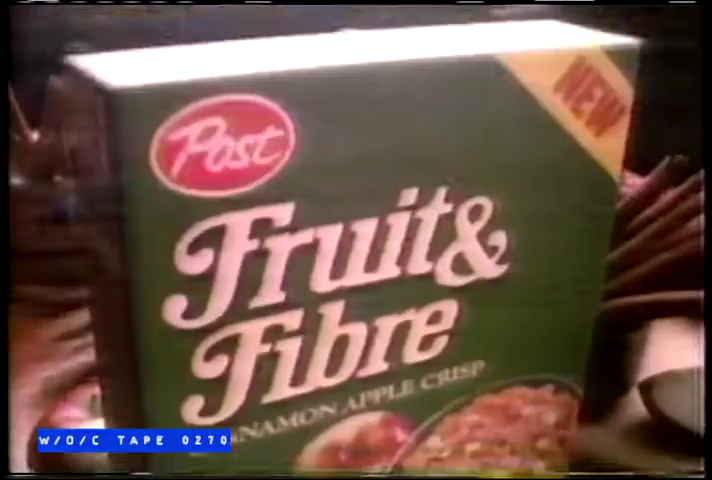 NEW
Post
Fruit &
Fibre
NAMON APPLE CRISP
W/O/C TAPE 0270